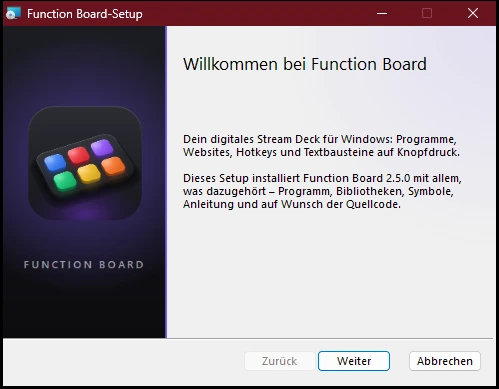 Function Board-Setup
Willkommen bei Function Board
Dein digitales Stream Deck für Windows: Programme,
Websites, Hotkeys und Textbausteine auf Knopfdruck.
Dieses Setup installiert Function Board 2.5.0 mit allem,
was dazugehört – Programm, Bibliotheken, Symbole,
Anleitung und auf Wunsch der Quellcode.
FUNCTION BOARD
Zurück
Weiter
Abbrechen